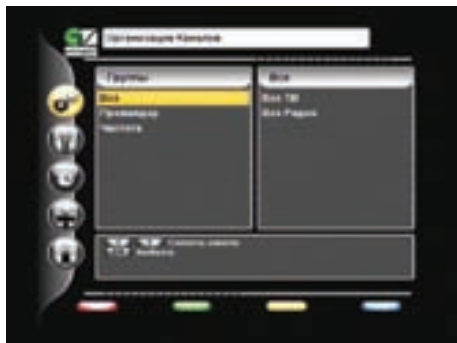 Организация Каналов
Группы
Все
Все
Провайдер
Частота
Все ТВ
Все Радио